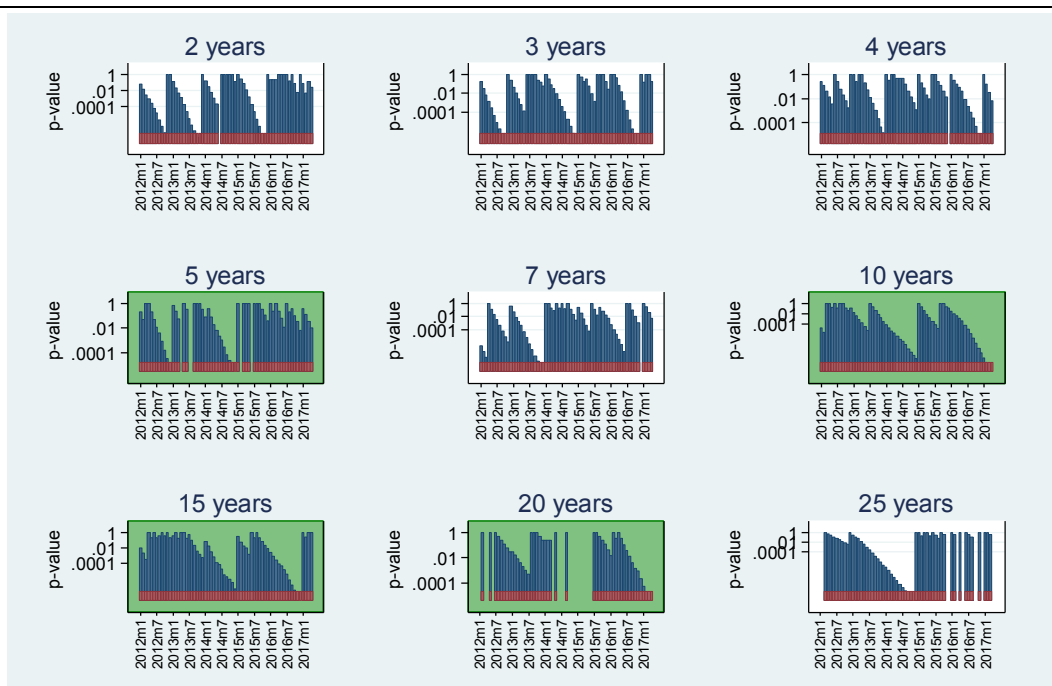 2 years
p-value
1
.01
.0001
2012m1
2012m7
2013m1
2013m7
2014m1
2014m7
2015m1
2015m7
2016m1
2016m7
2017m1
3 years
p-value
1
.01
.0001
2012m1
2012m7
2013m1
2013m7
2014m1
2014m7
2015m1
2015m7
2016m1
2016m7
2017m1
4 years
p-value
1
.01
.0001
2012m1
2012m7
2013m1
2013m7
2014m1
2014m7
2015m1
2015m7
2016m1
2016m7
2017m1
5 years
p-value
1
.01
.0001
2012m1
2012m7
2013m1
2013m7
2014m1
2014m7
2015m1
2015m7
2016m1
2016m7
2017m1
7 years
p-value
1
.01
.0001
2012m1
2012m7
2013m1
2013m7
2014m1
2014m7
2015m1
2015m7
2016m1
2016m7
2017m1
10 years
p-value
1
.01
.0001
2012m1
2012m7
2013m1
2013m7
2014m1
2014m7
2015m1
2015m7
2016m1
2016m7
2017m1
15 years
p-value
1
.01
.0001
2012m1
2012m7
2013m1
2013m7
2014m1
2014m7
2015m1
2015m7
2016m1
2016m7
2017m1
20 years
p-value
1
.01
.0001
2012m1
2012m7
2013m1
2013m7
2014m1
2014m7
2015m1
2015m7
2016m1
2016m7
2017m1
25 years
p-value
1
.01
.0001
2012m1
2012m7
2013m1
2013m7
2014m1
2014m7
2015m1
2015m7
2016m1
2016m7
2017m1